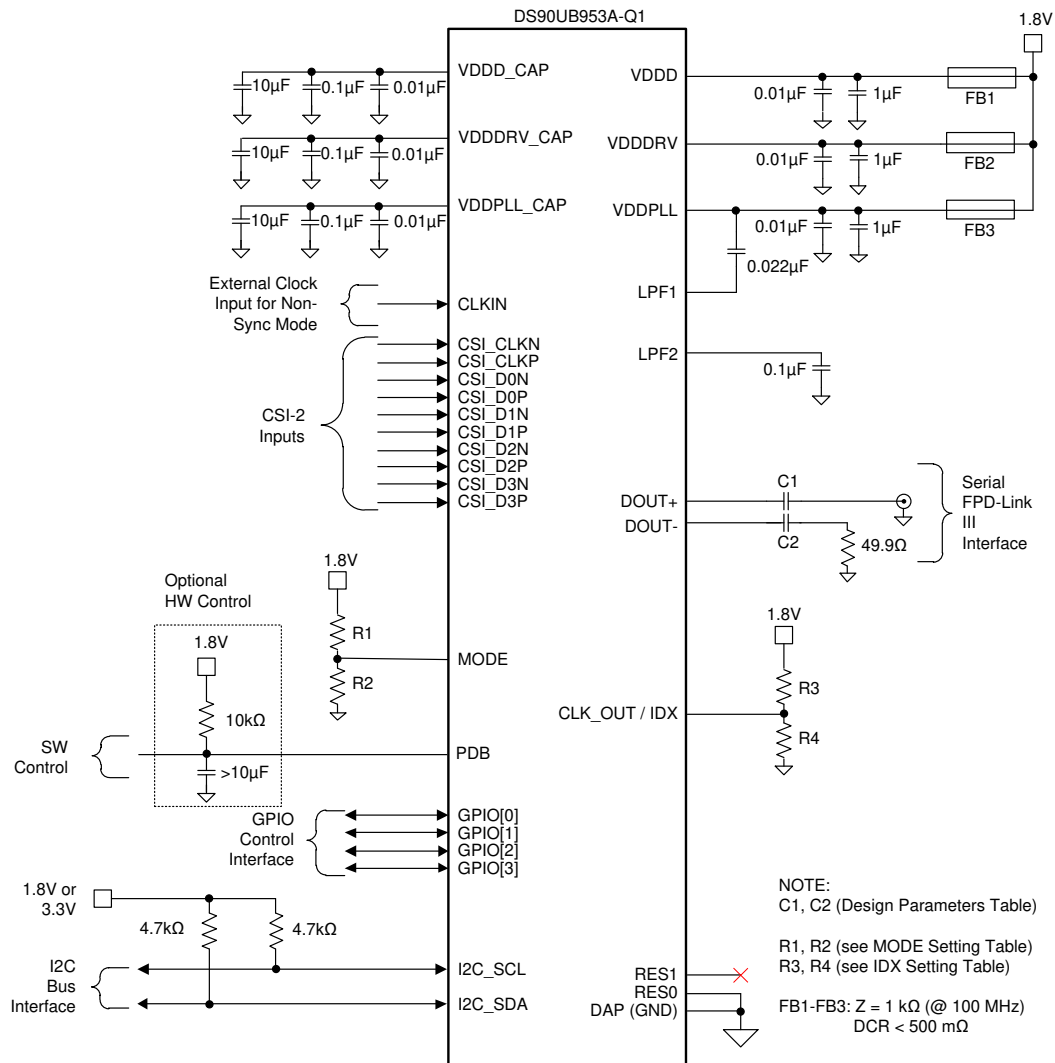 DS90UB953A-Q1
1.8V
VDDD_CAP
10µF
0.1µF
0.01µF
VDDDRV_CAP
10µF
0.1µF
0.01µF
VDDPLL_CAP
10µF
0.1µF
0.01µF
External Clock
Input for Non-
Sync Mode
CLKIN
CSI-2
Inputs
CSI_CLKN
CSI_CLKP
CSI_D0N
CSI_D0P
CSI_D1N
CSI_D1P
CSI_D2N
CSI_D2P
CSI_D3N
CSI_D3P
1.8V
R1
R2
MODE
Optional
HW Control
1.8V
10kΩ
>10µF
SW
Control
PDB
GPIO
Control
Interface
GPIO[0]
GPIO[1]
GPIO[2]
GPIO[3]
1.8V or
3.3V
4.7kΩ
4.7kΩ
I2C
Bus
Interface
I2C_SCL
I2C_SDA
VDDD
0.01µF
1µF
FB1
VDDDRV
0.01µF
1µF
FB2
VDDPLL
0.01µF
1µF
FB3
0.022µF
LPF1
LPF2
0.1µF
DOUT+
DOUT-
C1
C2
49.9Ω
Serial
FPD-Link
III
Interface
1.8V
R3
R4
CLK_OUT / IDX
RES1
RES0
DAP (GND)
NOTE:
C1, C2 (Design Parameters Table)
R1, R2 (see MODE Setting Table)
R3, R4 (see IDX Setting Table)
FB1-FB3: Z = 1 kΩ (@ 100 MHz)
DCR < 500 mΩ